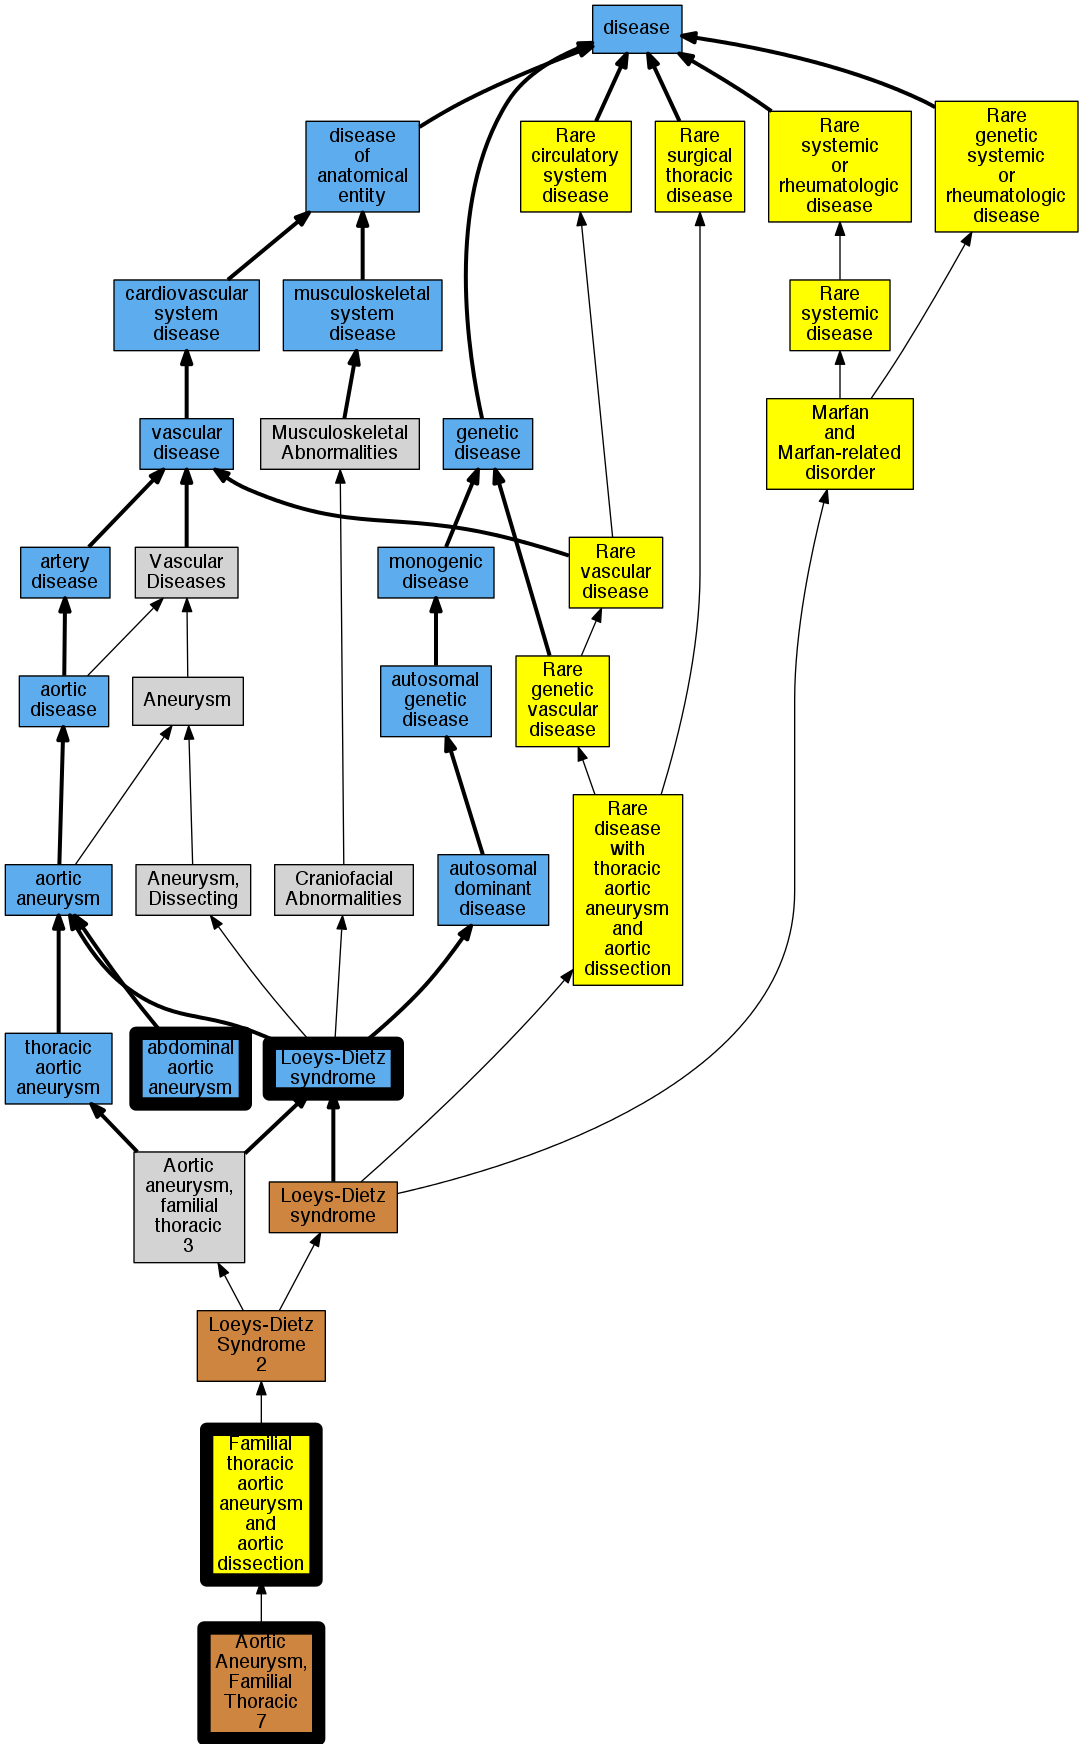 disease
disease
of
anatomical
entity
Rare
circulatory
system
disease
Rare
surgical
thoracic
disease
Rare
systemic
or
rheumatologic
disease
Rare
genetic
systemic
or
rheumatologic
disease
cardiovascular
system
disease
musculoskeletal
system
disease
Rare
systemic
disease
vascular
disease
Musculoskeletal
Abnormalities
genetic
disease
Marfan
and
Marfan-related
disorder
artery
disease
Vascular
Diseases
monogenic
disease
Rare
vascular
disease
aortic
disease
Aneurysm
autosomal
genetic
disease
Rare
genetic
vascular
disease
aortic
aneurysm
Aneurysm,
Dissecting
Craniofacial
Abnormalities
autosomal
dominant
disease
Rare
disease
with
thoracic
aortic
aneurysm
and
aortic
dissection
thoracic
aortic
aneurysm
abdominal
aortic
aneurysm
Loeys-Dietz
syndrome
Aortic
aneurysm,
familial
thoracic
3
Loeys-Dietz
syndrome
Loeys-Dietz
Syndrome
2
Familial
thoracic
aortic
aneurysm
and
aortic
dissection
Aortic
Aneurysm,
Familial
Thoracic
7